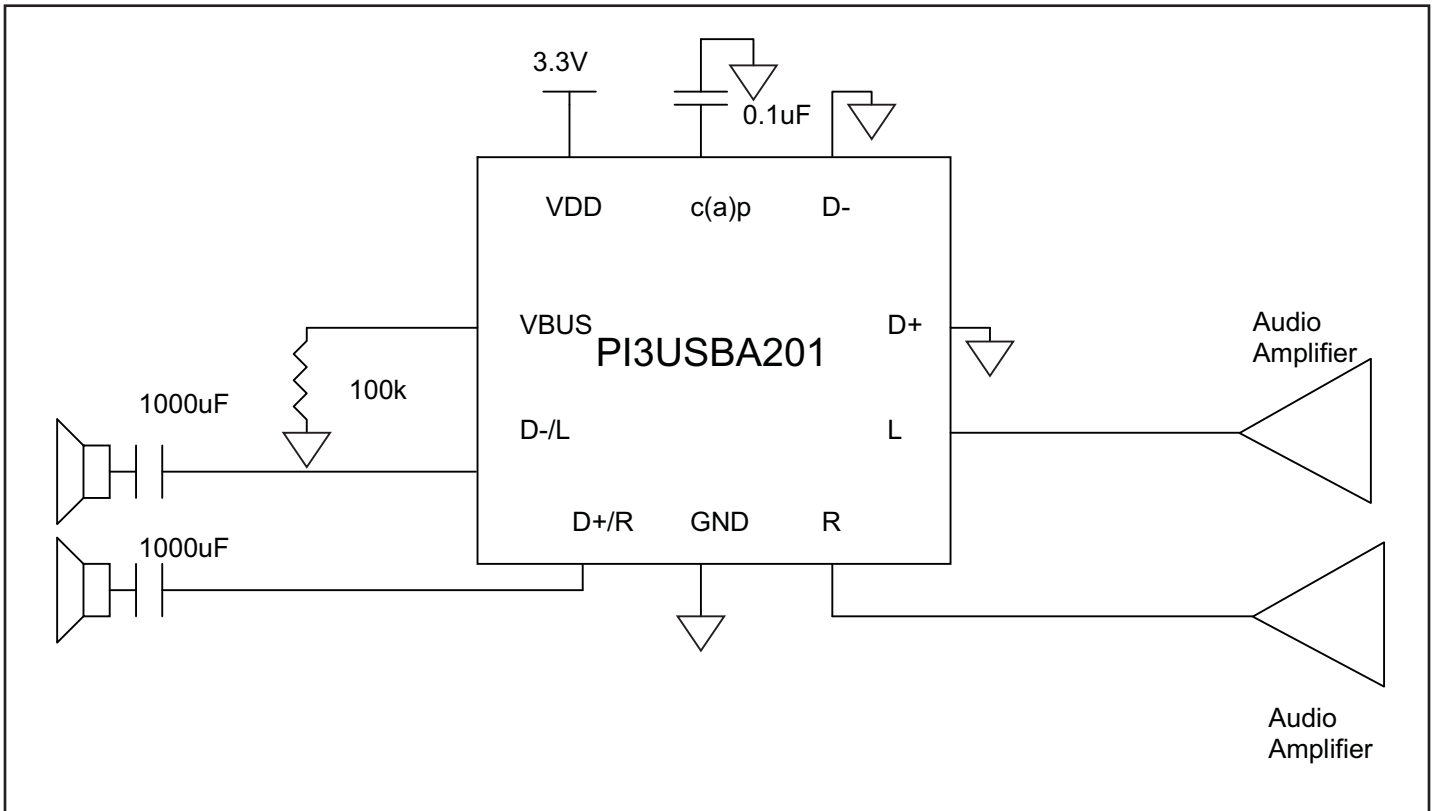 3.3V
0.1uF
VDD
c(a)p
D-
VBUS
D+
PI3USBA201
Audio
Amplifier
100k
1000uF
D-/L
L
D+/R
GND
R
1000uF
Audio
Amplifier